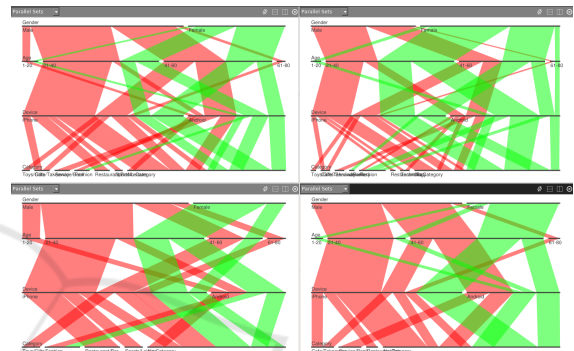 Parallel Sets
Gender
Male Female
Age
1-20 21-40 41-60 61-80
Device
iPhone Android
Category
Parallel Sets
Gender
Male Female
Age
1-20 21-40 41-60 61-80
Device
iPhone Android
Category
Parallel Sets
Gender
Male Female
Age
1-20 21-40 41-60 61-80
Device
iPhone Android
Category
Parallel Sets
Gender
Male Female
Age
1-20 21-40 41-60 61-80
Device
iPhone Android
Category